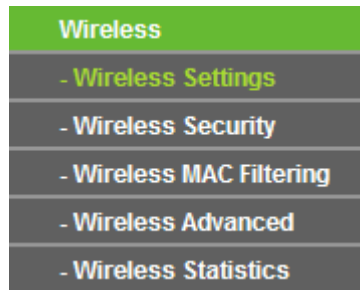 Wireless
- Wireless Settings
- Wireless Security
- Wireless MAC Filtering
- Wireless Advanced
- Wireless Statistics